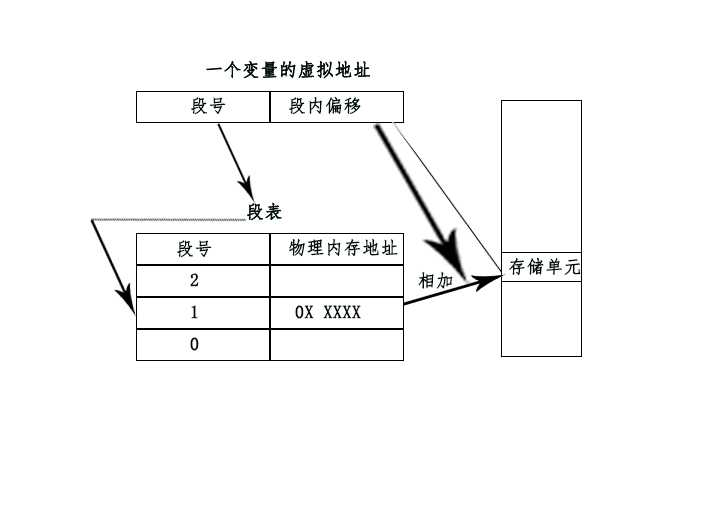 一个变量的虚拟地址
段号 段内偏移
段表
段号 物理内存地址
存储单元
2
相加
1 0X XXXX
0